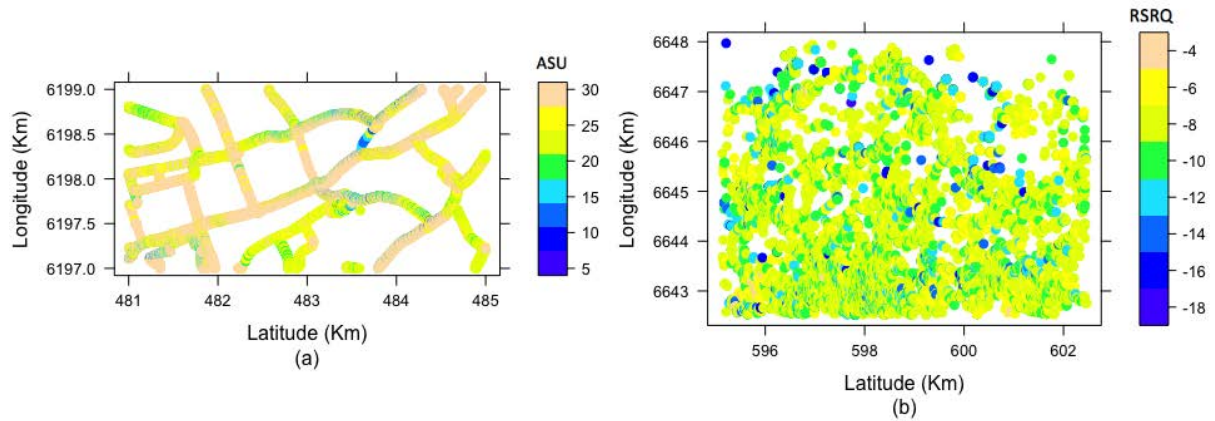 ASU
6199.0
6198.5
6198.0
6197.5
6197.0
Longitude (Km)
30
25
20
15
10
5
481 482 483 484 485
Latitude (Km)
(a)
RSRQ
6648
6647
6646
6645
6644
6643
Longitude (Km)
-4
-6
-8
-10
-12
-14
-16
-18
596 598 600 602
Latitude (Km)
(b)